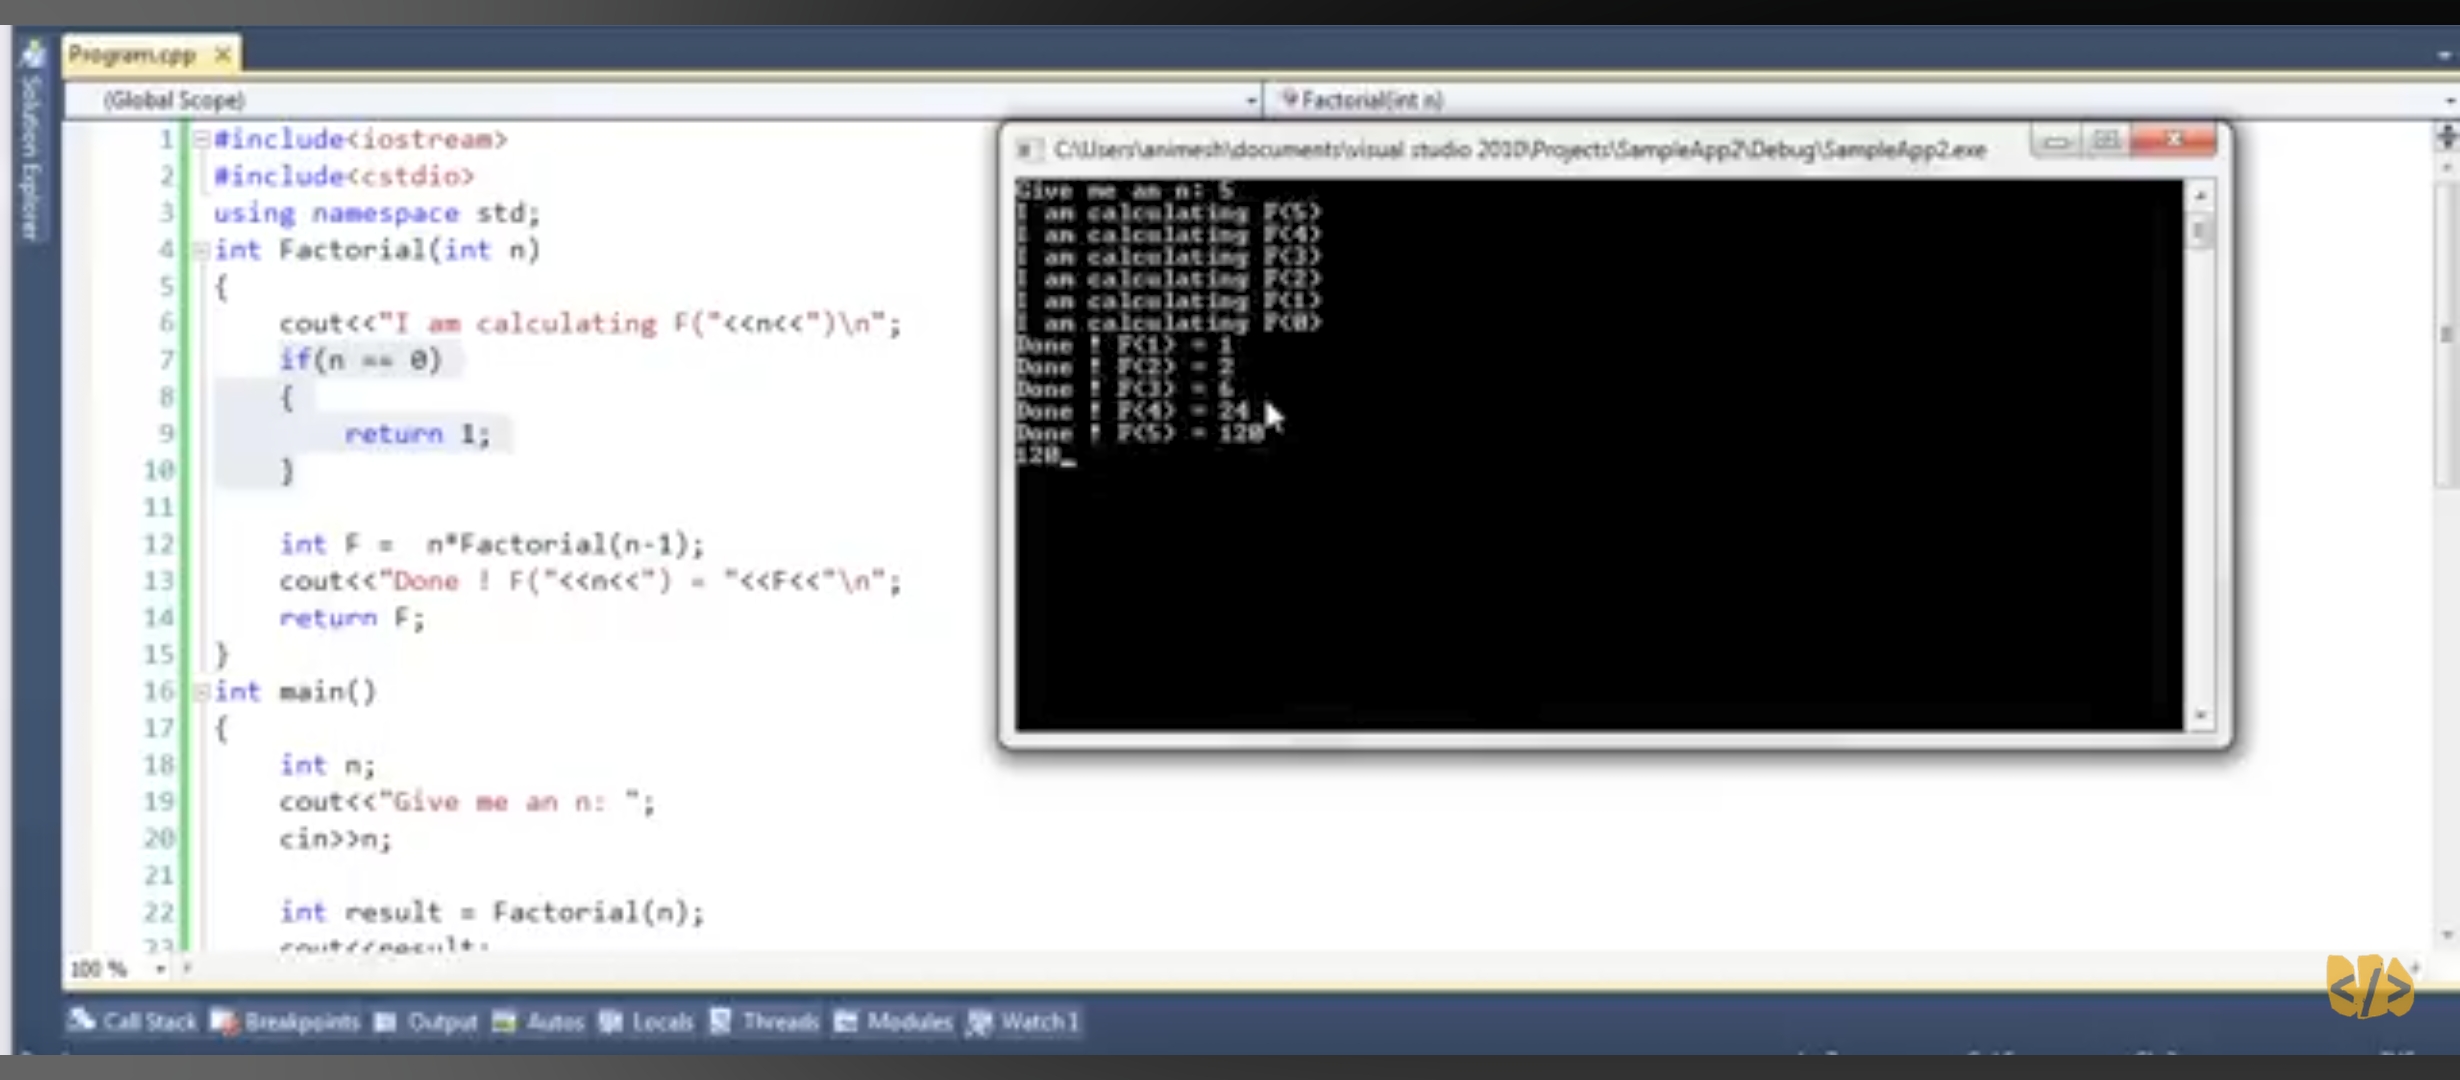 Program.cpp
Solution Explorer
(Global Scope)
Factorial(int n)
1 #include<iostream>
2 #include<cstdio>
3 using namespace std;
4 int Factorial(int n)
5 {
6 cout<<"I am calculating F("<<n<<")\n";
7 if(n == 0)
8 {
9 return 1;
10 }
11
12 int F =  n*Factorial(n-1);
13 cout<<"Done ! F("<<n<<") = "<<F<<"\n";
14 return F;
15 }
16 int main()
17 {
18 int n;
19 cout<<"Give me an n: ";
20 cin>>n;
21
22 int result = Factorial(n);
23 cout<<result;
100 %
C:\Users\animesh\documents\visual studio 2010\Projects\SampleApp2\Debug\SampleApp2.exe
Give me an n: 5
I am calculating F(5)
I am calculating F(4)
I am calculating F(3)
I am calculating F(2)
I am calculating F(1)
I am calculating F(0)
Done ! F(1) = 1
Done ! F(2) = 2
Done ! F(3) = 6
Done ! F(4) = 24
Done ! F(5) = 120
120_
Call Stack Breakpoints Output Autos Locals Threads Modules Watch 1
</>